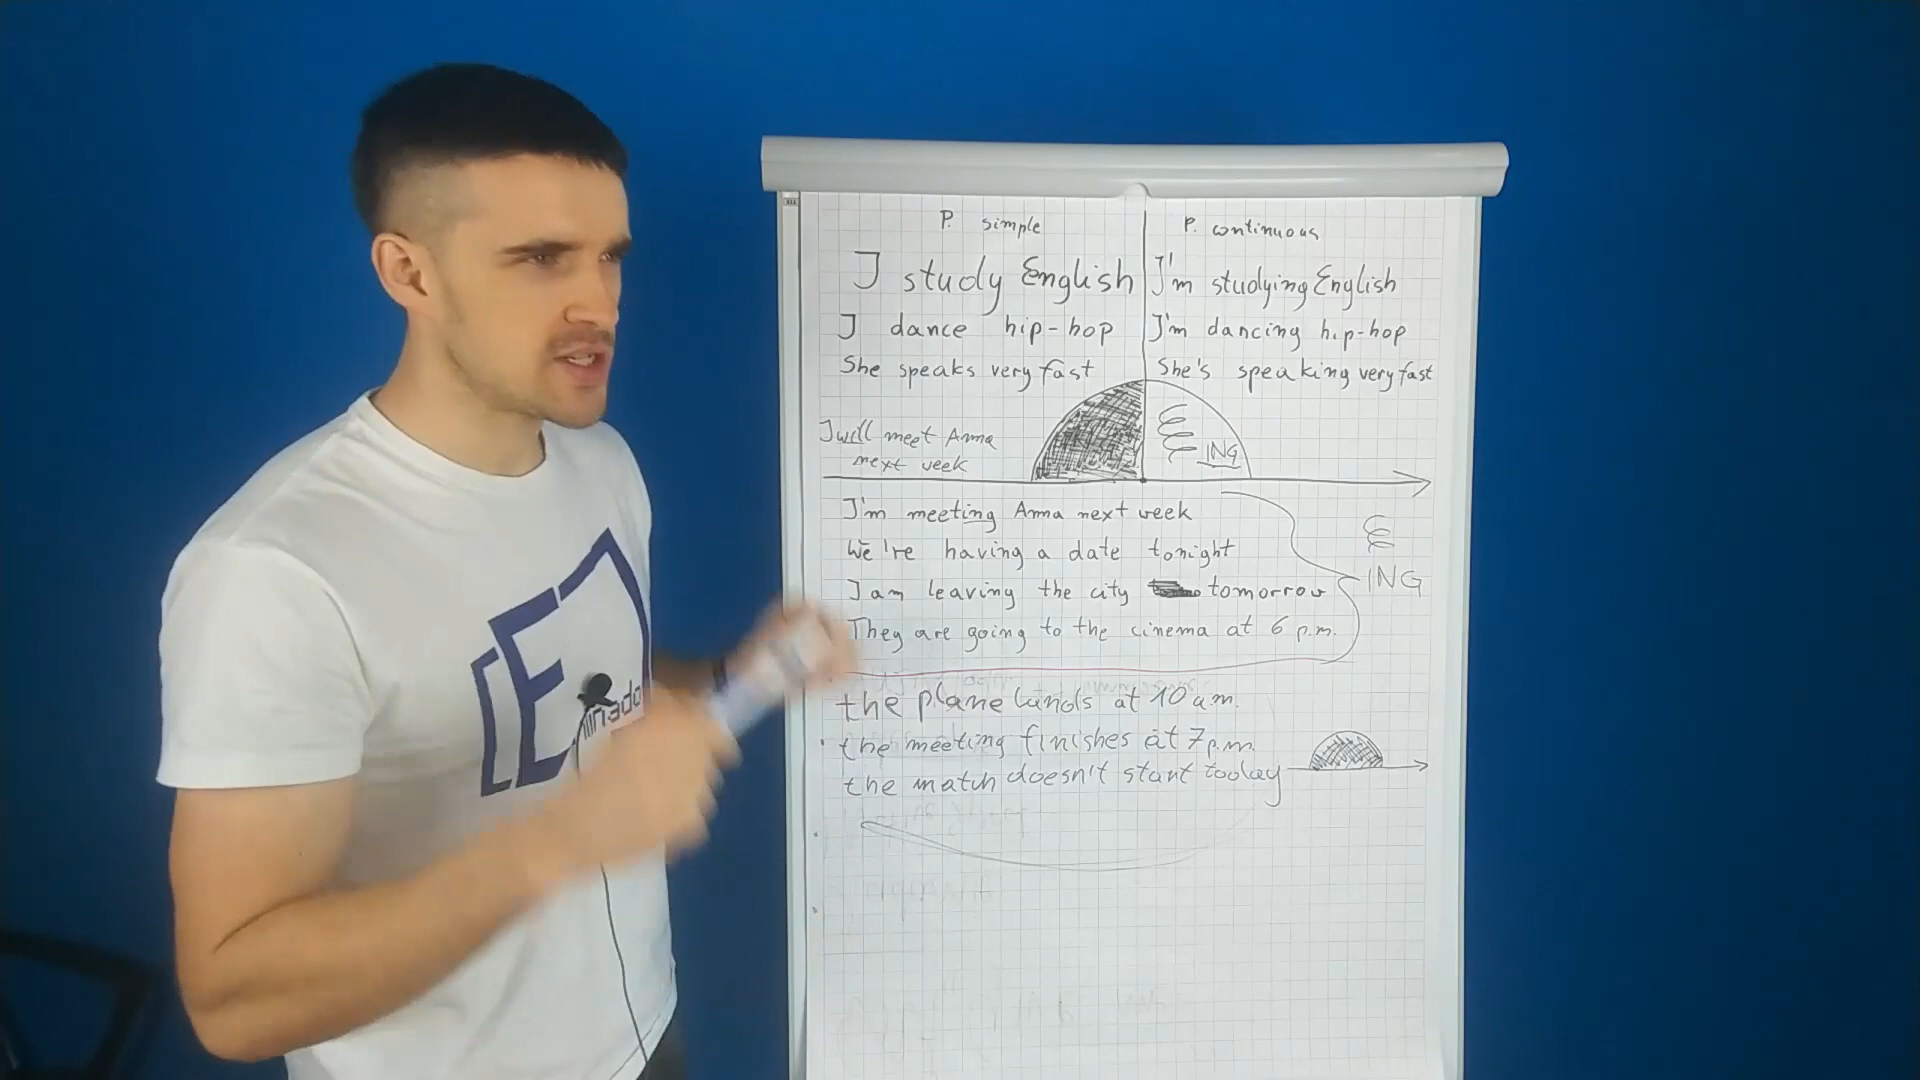 P. simple
I study English
I dance hip-hop
She speaks very fast
P. continuous
I'm studying English
I'm dancing hip-hop
She's speaking very fast
I will meet Anna
next week
ING
I'm meeting Anna next week
We're having a date tonight
I am leaving the city tomorrow
They are going to the cinema at 6 p.m.
ING
the plane lands at 10 a.m.
the meeting finishes at 7 p.m.
the match doesn't start today
E